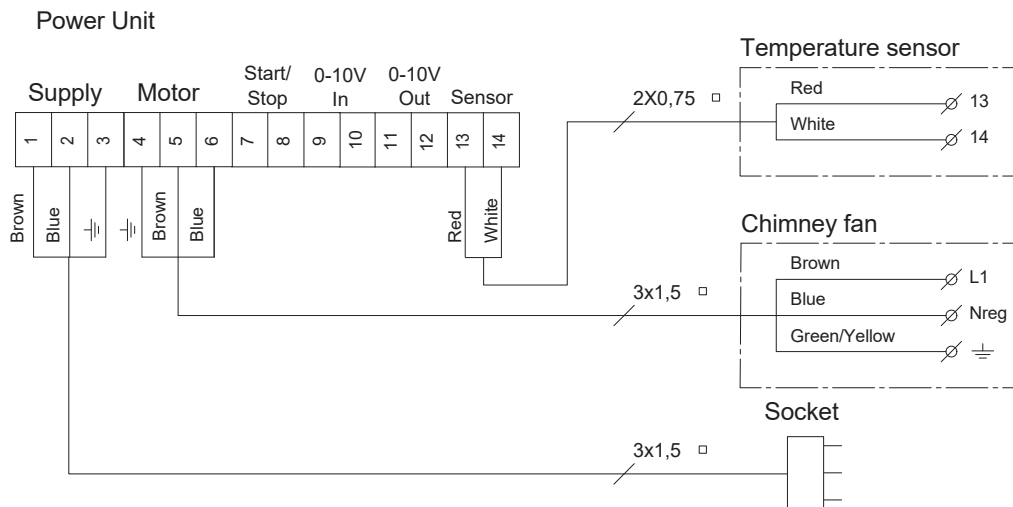 Power Unit
Supply Motor Start/ Stop 0-10V In 0-10V Out Sensor
1 2 3 4 5 6 7 8 9 10 11 12 13 14
Brown Blue Brown Blue Red White
2X0,75 □
Temperature sensor
Red 13
White 14
Chimney fan
3x1,5 □
Brown L1
Blue Nreg
Green/Yellow
Socket
3x1,5 □